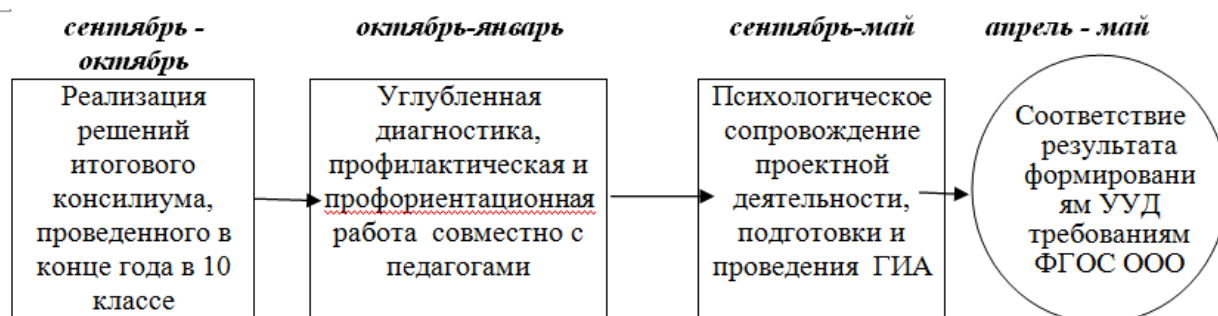 сентябрь -
октябрь
Реализация
решений
итогового
консилиума,
проведенного в
конце года в 10
классе
октябрь-январь
Углубленная
диагностика,
профилактическая и
профориентационная
работа совместно с
педагогами
сентябрь-май
Психологическое
сопровождение
проектной
деятельности,
подготовки и
проведения ГИА
апрель - май
Соответствие
результата
формировани
ям УУД
требованиям
ФГОС ООО